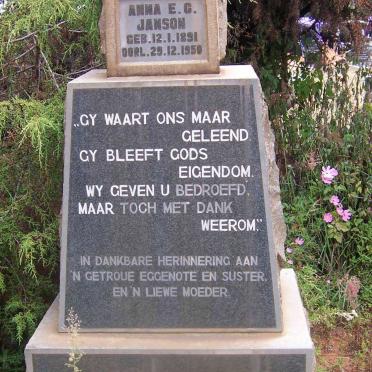 ANNA E.C.
JANSON
GEB. 12.1.1891
OORL. 29.12.1950
„GY WAART ONS MAAR
GELEEND.
GY BLEEFT GODS
EIGENDOM.
WY GEVEN U BEDROEFD,
MAAR TOCH MET DANK
WEEROM."
IN DANKBARE HERINNERING AAN
'N GETROUE EGGENOTE EN SUSTER,
EN 'N LIEWE MOEDER.